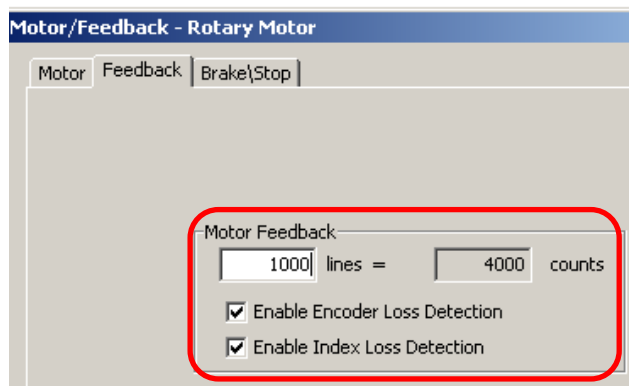 Motor/Feedback - Rotary Motor
Motor Feedback Brake\Stop
Motor Feedback
1000 lines = 4000 counts
Enable Encoder Loss Detection
Enable Index Loss Detection